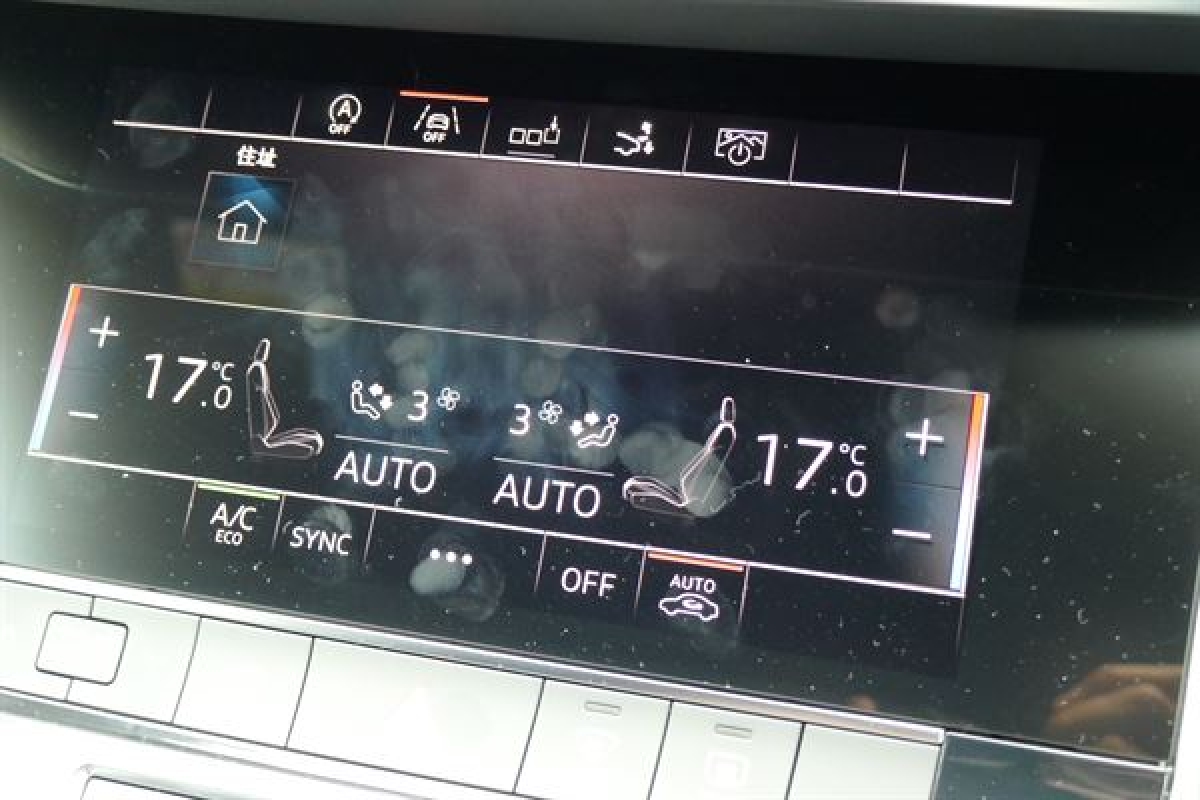 A
OFF
OFF
住址
+ 17.0 °C 3
3 17.0 °C +
−
−
AUTO
AUTO
A/C
ECO
SYNC
•••
OFF
AUTO